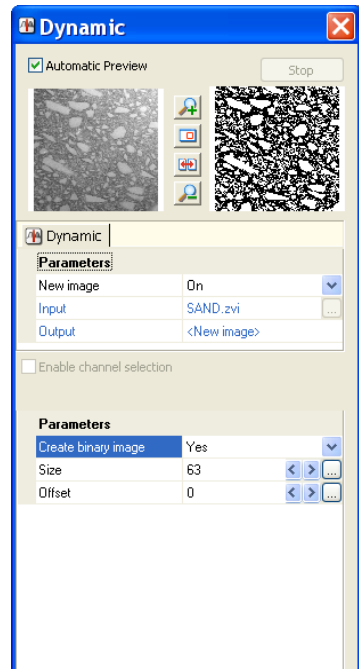 Dynamic
Automatic Preview
Stop
Dynamic
Parameters
New image On
Input SAND.zvi ...
Output <New image>
Enable channel selection
Parameters
Create binary image Yes
Size 63 < > ...
Offset 0 < > ...